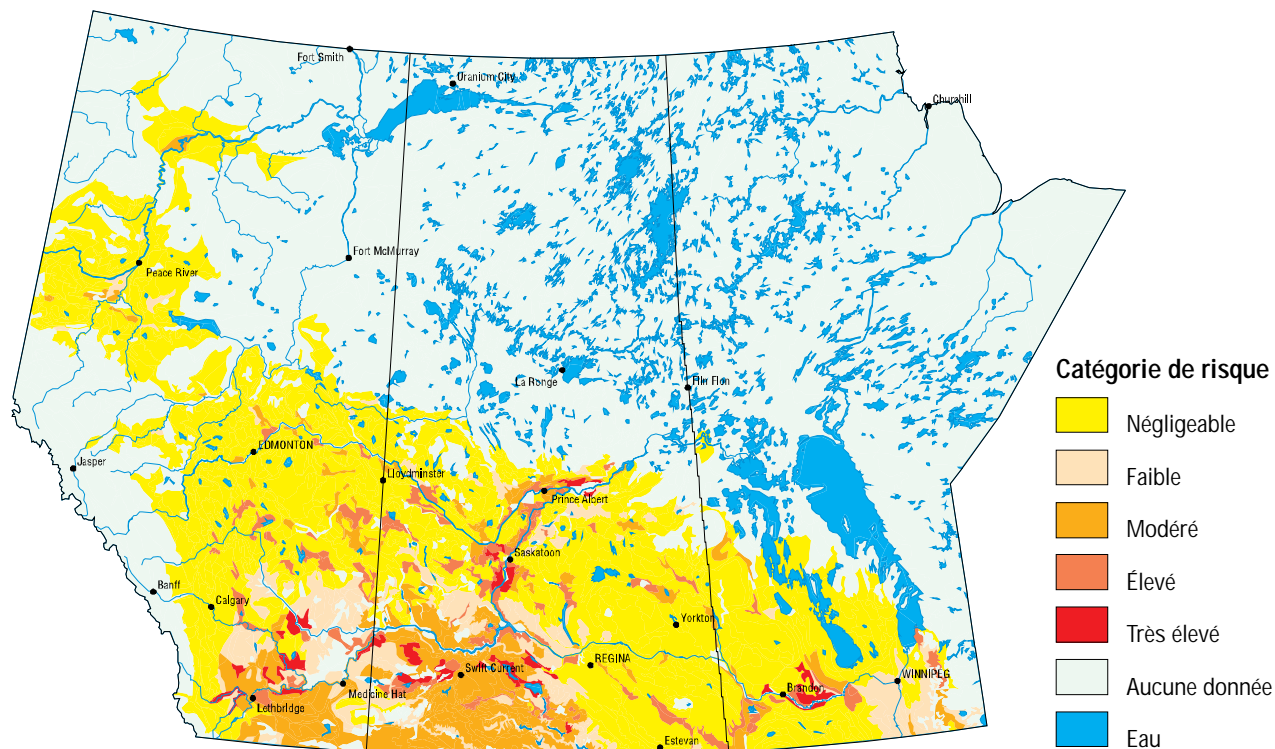 Fort Smith
Uranium City
Churchill
Peace River
Fort McMurray
La Ronge
Flin Flon
EDMONTON
Jasper
Lloydminster
Prince Albert
Saskatoon
Banff
Calgary
Yorkton
REGINA
Swift Current
Medicine Hat
Lethbridge
Brandon
WINNIPEG
Estevan
Catégorie de risque
Négligeable
Faible
Modéré
Élevé
Très élevé
Aucune donnée
Eau